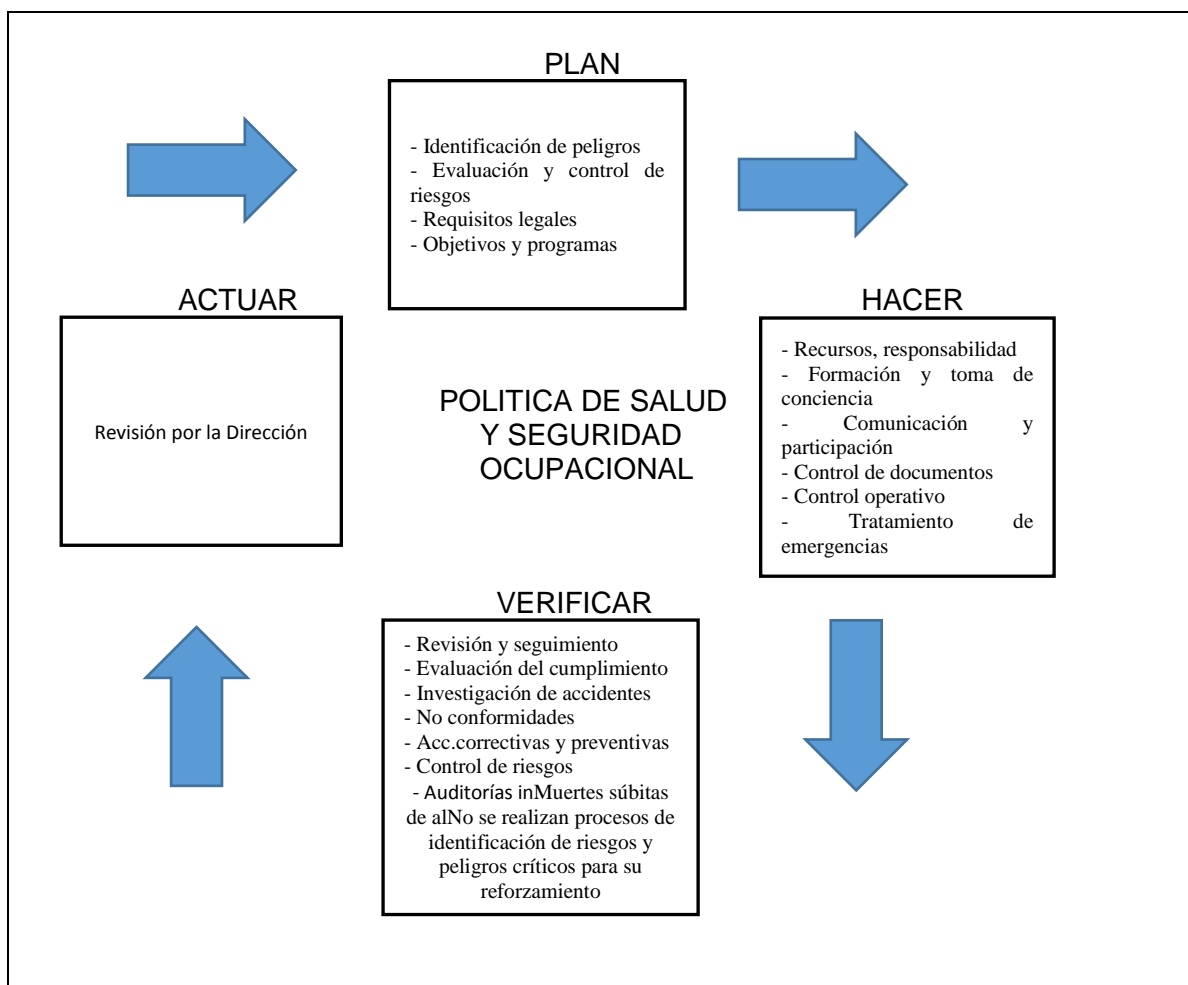 PLAN
- Identificación de peligros
- Evaluación y control de
riesgos
- Requisitos legales
- Objetivos y programas
ACTUAR
Revisión por la Dirección
POLITICA DE SALUD
Y SEGURIDAD
OCUPACIONAL
HACER
- Recursos, responsabilidad
- Formación y toma de
conciencia
- Comunicación y
participación
- Control de documentos
- Control operativo
- Tratamiento de
emergencias
VERIFICAR
- Revisión y seguimiento
- Evaluación del cumplimiento
- Investigación de accidentes
- No conformidades
- Acc.correctivas y preventivas
- Control de riesgos
- Auditorías inMuertes súbitas
de alNo se realizan procesos de
identificación de riesgos y
peligros críticos para su
reforzamiento